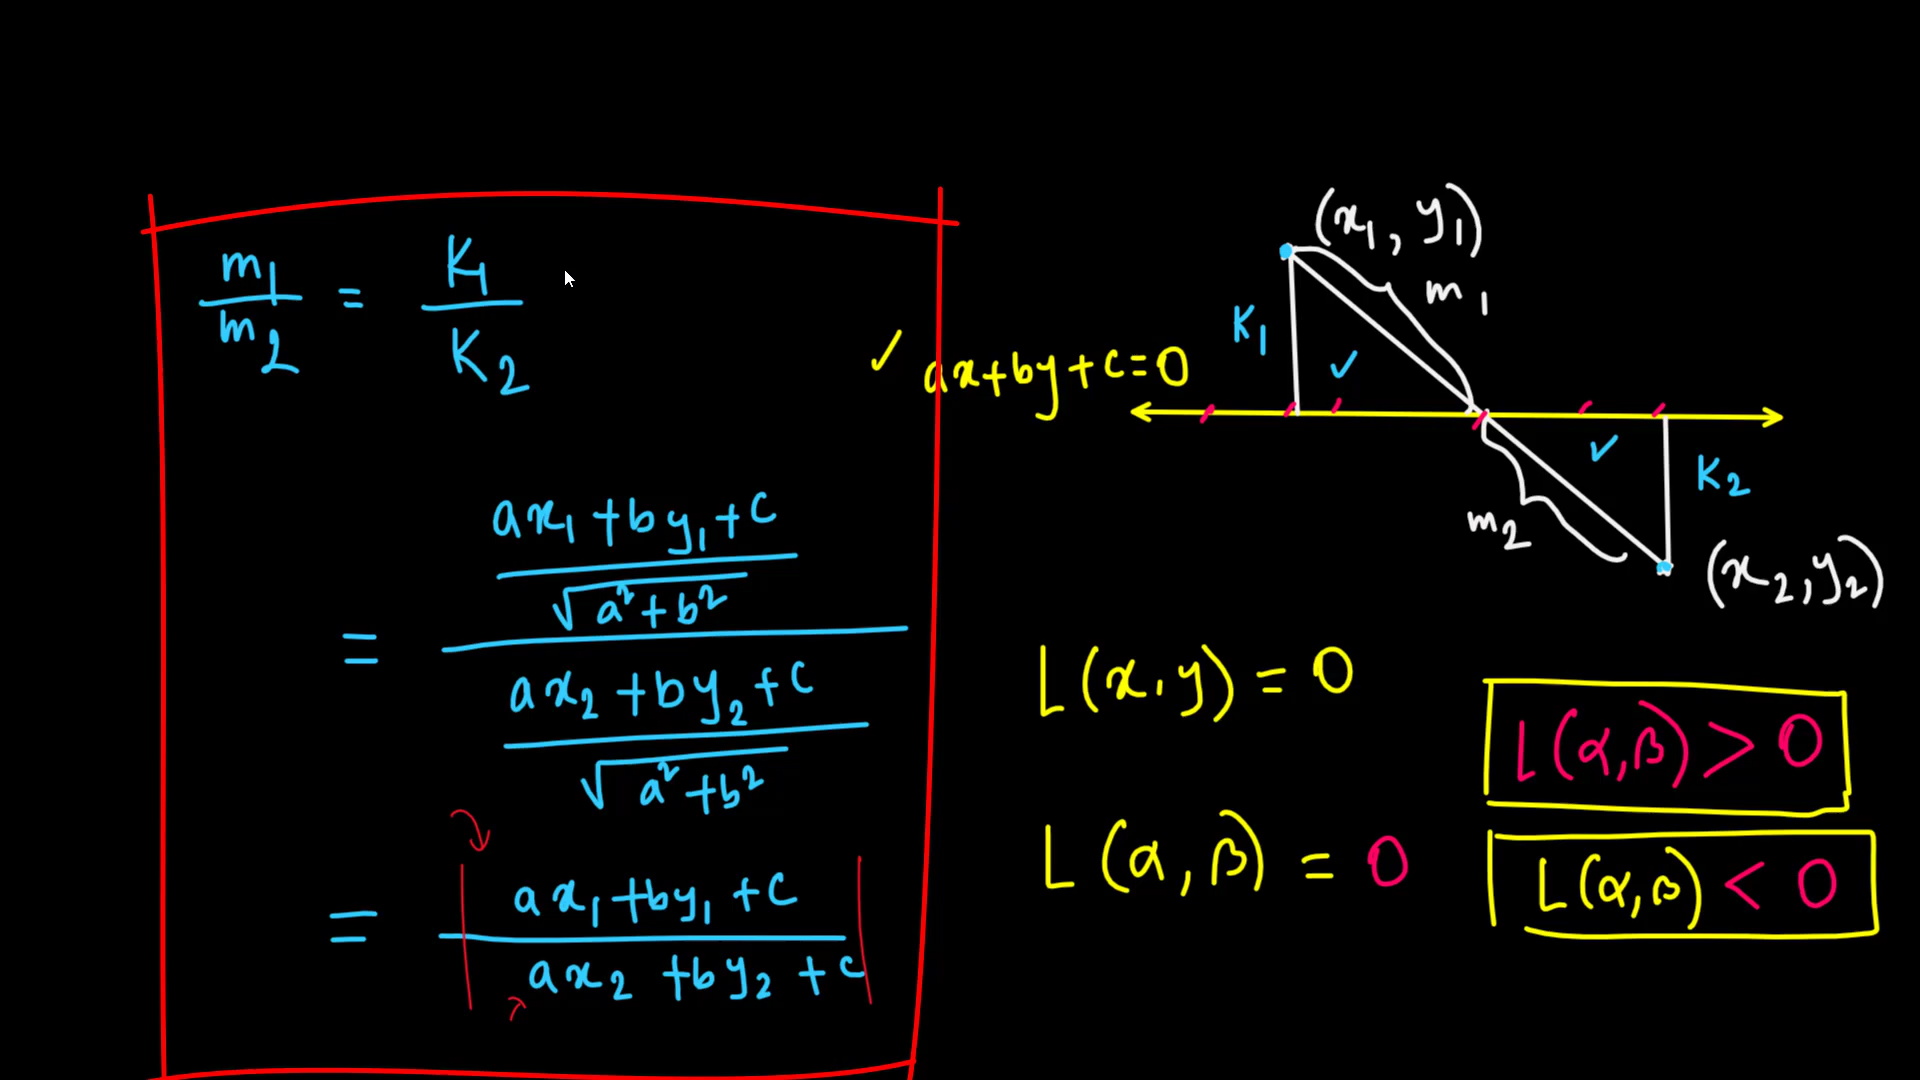 m₁/m₂ = K₁/K₂
= (ax₁+by₁+c)/√(a²+b²) / (ax₂+by₂+c)/√(a²+b²)
= |(ax₁+by₁+c)/(ax₂+by₂+c)|
(x₁, y₁)
m₁
K₁ ✓
✓ ax+by+c=0
✓
K₂
m₂
(x₂,y₂)
L(x,y) = 0
L(α,β) > 0
L(α,β) = 0
L(α,β) < 0